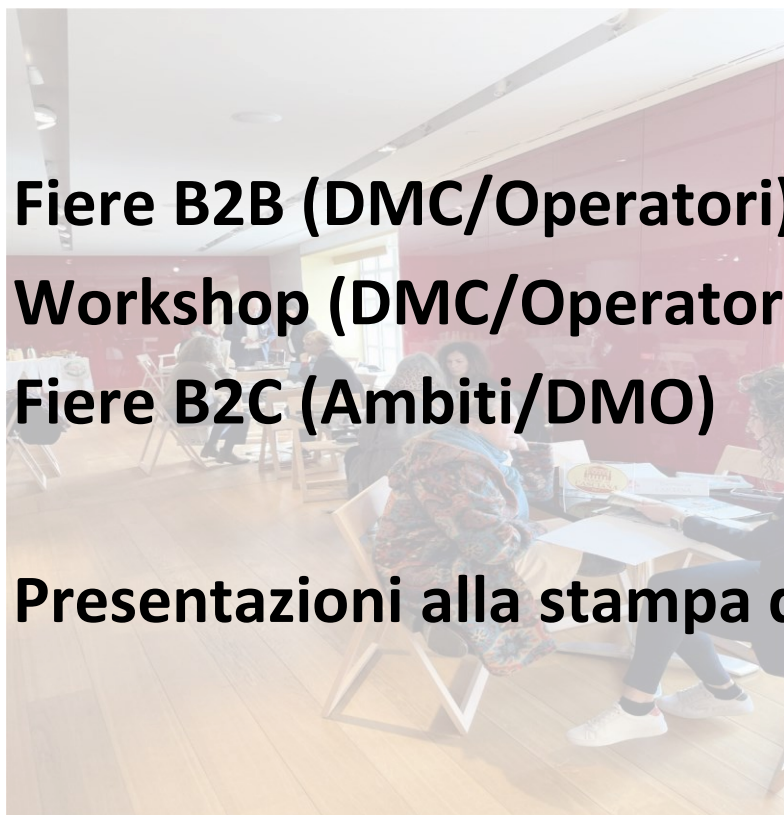 Fiere B2B (DMC/Operatori)
Workshop (DMC/Operator
Fiere B2C (Ambiti/DMO)
Presentazioni alla stampa